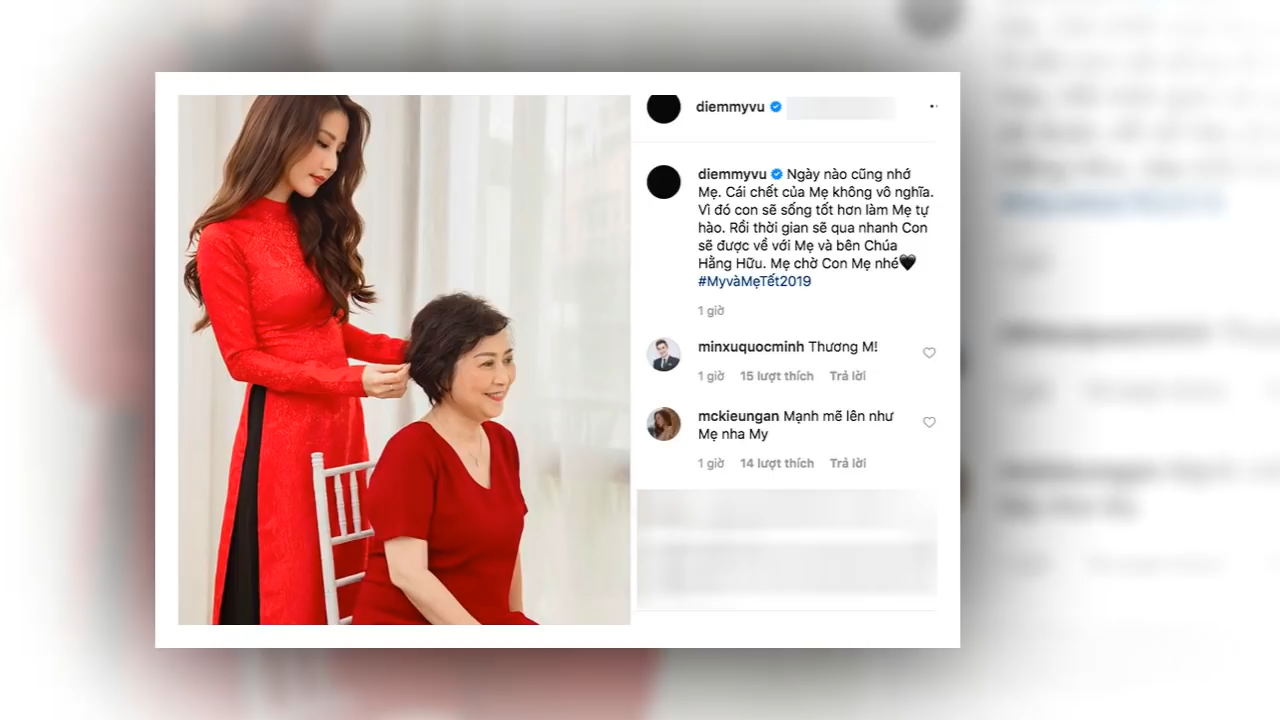 diemmyvu
diemmyvu Ngày nào cũng nhớ
Mẹ. Cái chết của Mẹ không vô nghĩa.
Vì đó con sẽ sống tốt hơn làm Mẹ tự
hào. Rồi thời gian sẽ qua nhanh Con
sẽ được về với Mẹ và bên Chúa
Hằng Hữu. Mẹ chờ Con Mẹ nhé🖤
#MyvàMẹTết2019
1 giờ
minxuquocminh Thương M!
1 giờ 15 lượt thích Trả lời
mckieungan Mạnh mẽ lên như
Mẹ nha My
1 giờ 14 lượt thích Trả lời